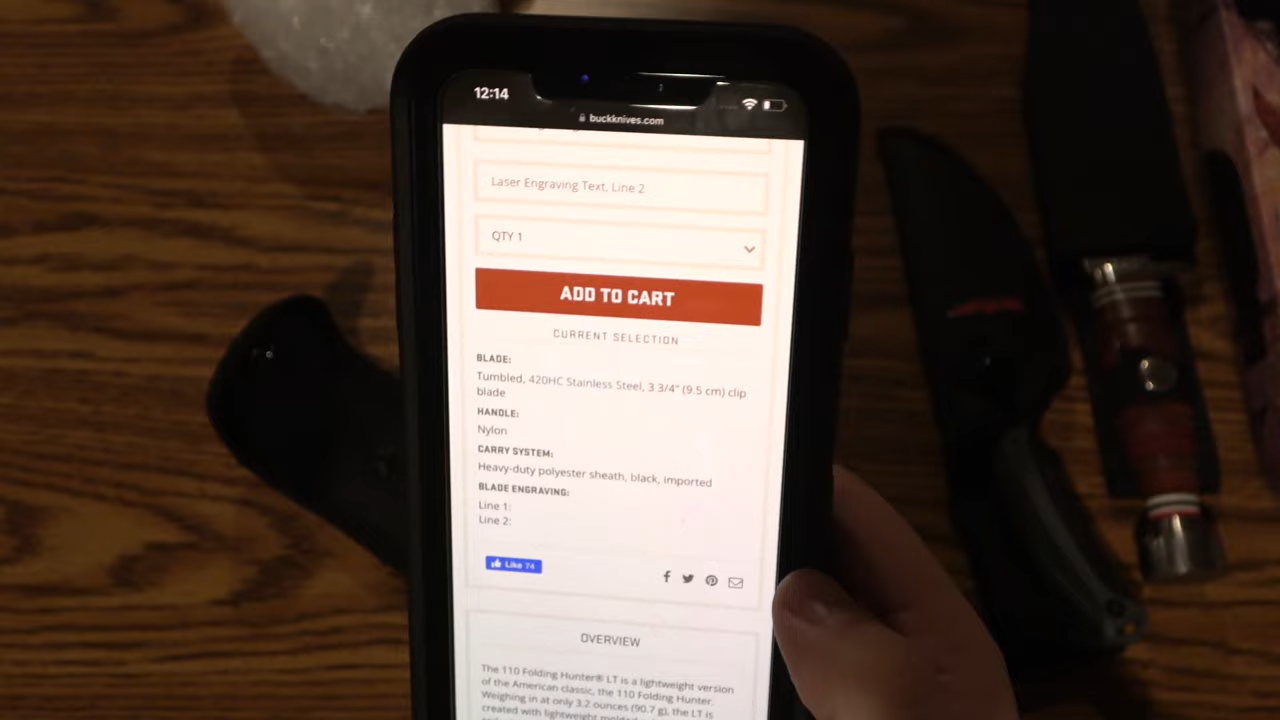 12:14
buckknives.com
Laser Engraving Text, Line 2
QTY 1
ADD TO CART
CURRENT SELECTION
BLADE:
Tumbled, 420HC Stainless Steel, 3 3/4" (9.5 cm) clip
blade
HANDLE:
Nylon
CARRY SYSTEM:
Heavy-duty polyester sheath, black, imported
BLADE ENGRAVING:
Line 1:
Line 2:
Like 74
OVERVIEW
The 110 Folding Hunter® LT is a lightweight version
of the American classic, the 110 Folding Hunter.
Weighing in at only 3.2 ounces (90.7 g), the LT is
created with lightweight molded